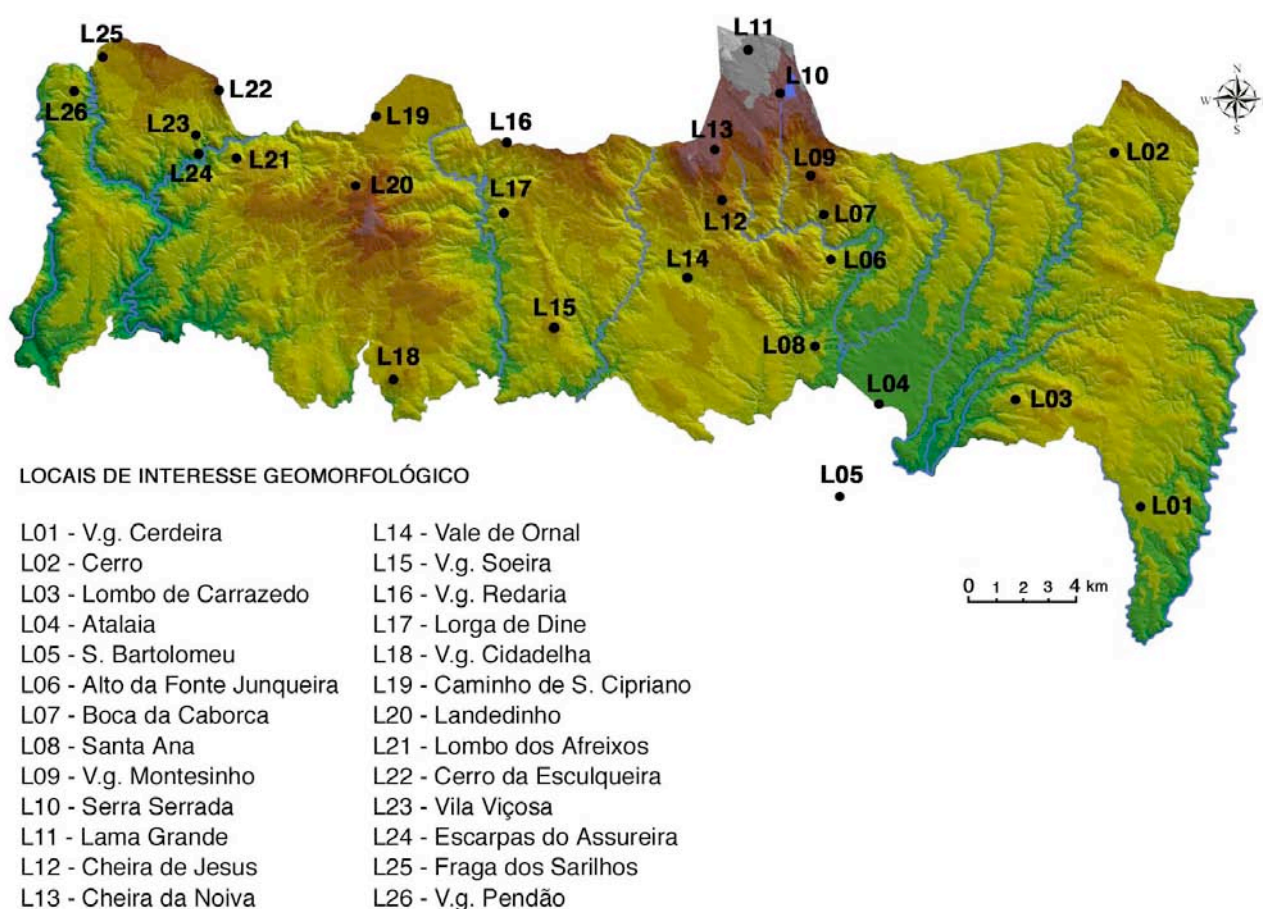 L11
L25
L10
L22
L26
L19
L16
L23
L13
L02
L21
L24
L09
L20
L17
L12
L07
L06
L14
L15
L08
L18
L04
L03
L05
L01
N
W
E
S
0 1 2 3 4 km
LOCAIS DE INTERESSE GEOMORFOLÓGICO
L01 - V.g. Cerdeira
L02 - Cerro
L03 - Lombo de Carrazedo
L04 - Atalaia
L05 - S. Bartolomeu
L06 - Alto da Fonte Junqueira
L07 - Boca da Caborca
L08 - Santa Ana
L09 - V.g. Montesinho
L10 - Serra Serrada
L11 - Lama Grande
L12 - Cheira de Jesus
L13 - Cheira da Noiva
L14 - Vale de Ornal
L15 - V.g. Soeira
L16 - V.g. Redaria
L17 - Lorga de Dine
L18 - V.g. Cidadelha
L19 - Caminho de S. Cipriano
L20 - Landedinho
L21 - Lombo dos Afreixos
L22 - Cerro da Esculqueira
L23 - Vila Viçosa
L24 - Escarpas do Assureira
L25 - Fraga dos Sarilhos
L26 - V.g. Pendão